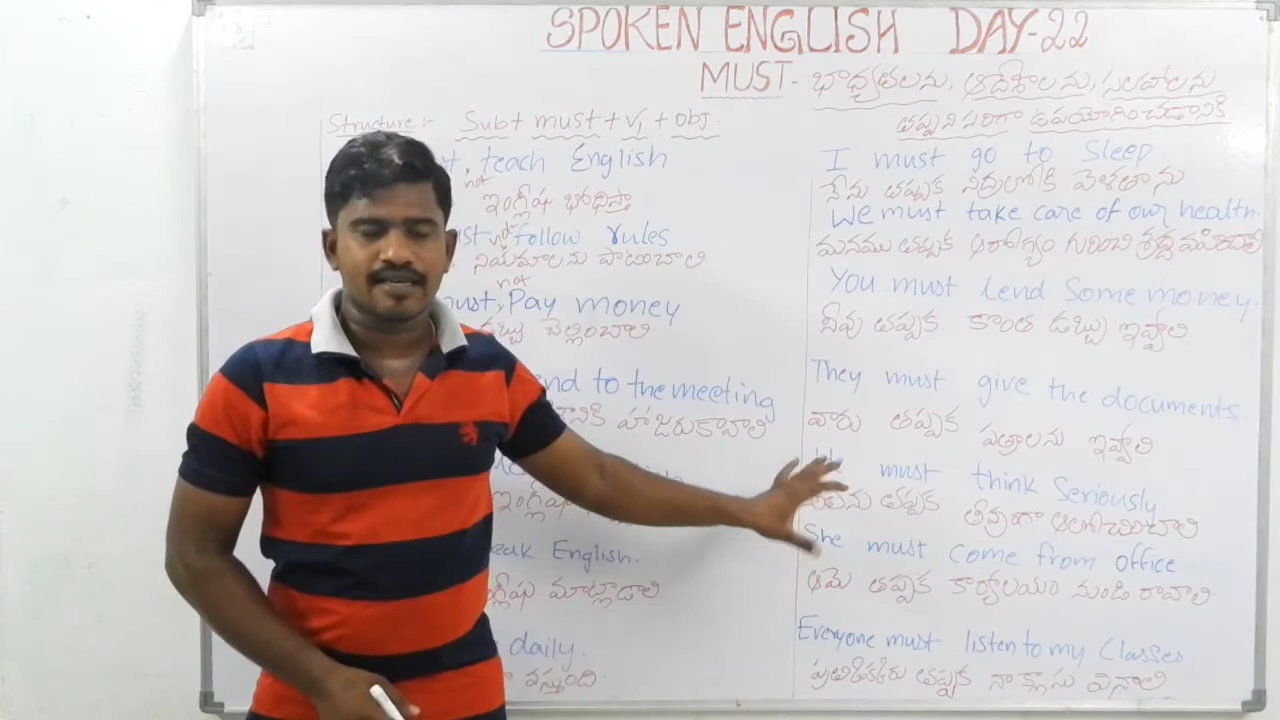 SPOKEN ENGLISH DAY-22
MUST- భాధ్యతలను, ఆదేశాలను, సలహాలను
తప్పని సరిగా ఉపయోగించడానికి
Structure:- Sub+ must + V1 + obj.
teach English
not
ఇంగ్లీషు భోధిస్తా
not follow rules
నియమాలను పాటించాలి
not
must, Pay money
డబ్బు చెల్లించాలి
to the meeting
హాజరుకావాలి
ఇంగ్లీషు
English.
మాట్లాడాలి
daily.
వస్తుంది
I must go to Sleep
నేను తప్పక నిద్రలోకి వెళతాను
We must take care of our health.
మనము తప్పక ఆరోగ్యం గురించి శ్రద్ద వహించాలి
You must lend Some money.
నీవు తప్పక కొంత డబ్బు ఇవ్వాలి
They must give the documents
వారు తప్పక పత్రాలను ఇవ్వాలి
must think Seriously.
తప్పక తీవ్రంగా ఆలోచించాలి
She must come from office
ఆమె తప్పక కార్యాలయం నుండి రావాలి
Everyone must listen to my Classes
ప్రతిఒక్కరు తప్పక నా క్లాసు వినాలి